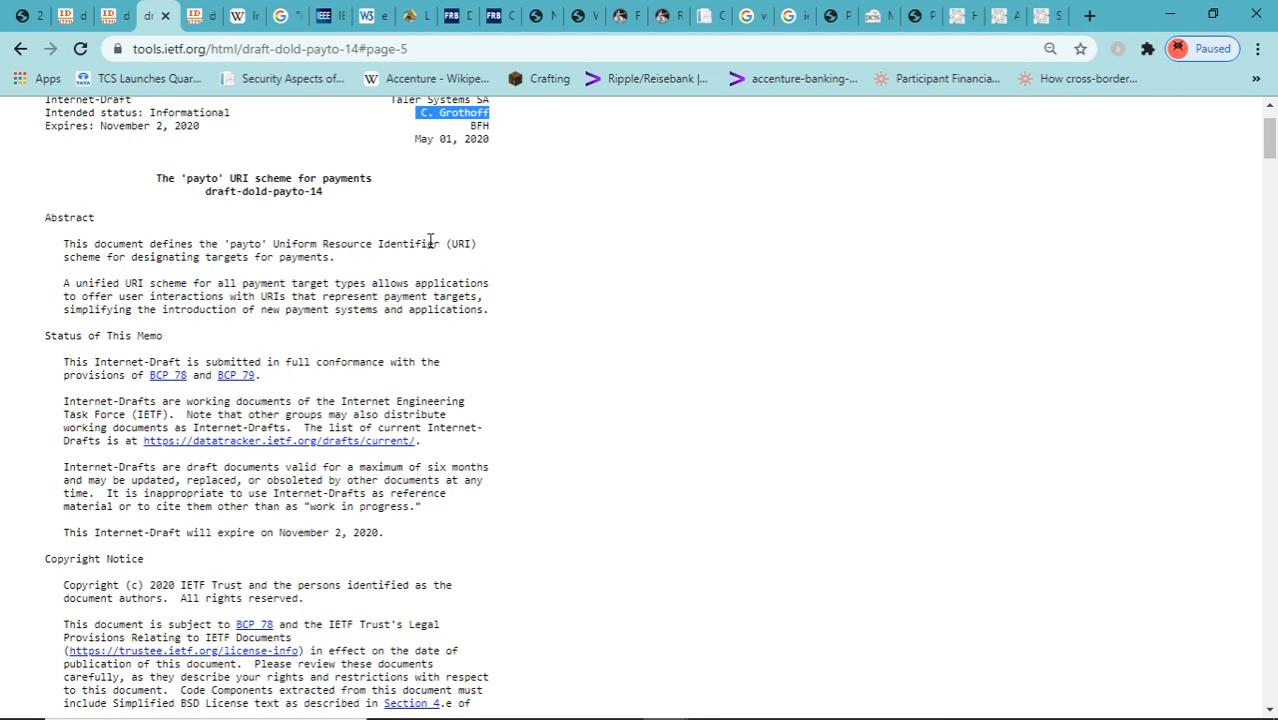 2
ID d
ID d
dr
ID d
W Ir
G "I
IEEE IE
W3 e
L
FRB D
FRB C
N
V
F
R
C
G v
G ie
P
pcis N
P
F
A
S
tools.ietf.org/html/draft-dold-payto-14#page-5
Paused
Apps
TCS Launches Quar...
Security Aspects of...
W Accenture - Wikipe...
Crafting
Ripple/Reisebank |...
accenture-banking-...
Participant Financia...
How cross-border...
»
Internet-Draft Taler Systems SA
Intended status: Informational C. Grothoff
Expires: November 2, 2020 BFH
May 01, 2020
The 'payto' URI scheme for payments
draft-dold-payto-14
Abstract
This document defines the 'payto' Uniform Resource Identifier (URI)
scheme for designating targets for payments.
A unified URI scheme for all payment target types allows applications
to offer user interactions with URIs that represent payment targets,
simplifying the introduction of new payment systems and applications.
Status of This Memo
This Internet-Draft is submitted in full conformance with the
provisions of BCP 78 and BCP 79.
Internet-Drafts are working documents of the Internet Engineering
Task Force (IETF).  Note that other groups may also distribute
working documents as Internet-Drafts.  The list of current Internet-
Drafts is at https://datatracker.ietf.org/drafts/current/.
Internet-Drafts are draft documents valid for a maximum of six months
and may be updated, replaced, or obsoleted by other documents at any
time.  It is inappropriate to use Internet-Drafts as reference
material or to cite them other than as "work in progress."
This Internet-Draft will expire on November 2, 2020.
Copyright Notice
Copyright (c) 2020 IETF Trust and the persons identified as the
document authors.  All rights reserved.
This document is subject to BCP 78 and the IETF Trust's Legal
Provisions Relating to IETF Documents
(https://trustee.ietf.org/license-info) in effect on the date of
publication of this document.  Please review these documents
carefully, as they describe your rights and restrictions with respect
to this document.  Code Components extracted from this document must
include Simplified BSD License text as described in Section 4.e of